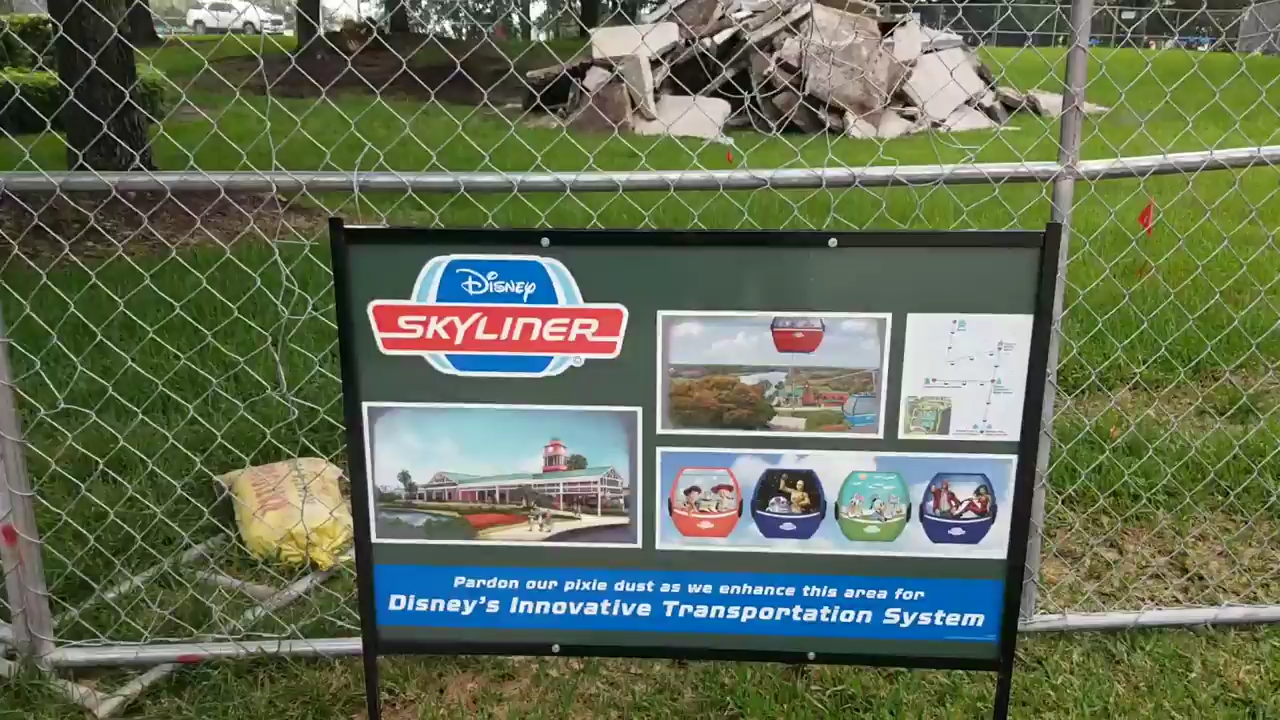 Disney
SKYLINER
Pardon our pixie dust as we enhance this area for
Disney's Innovative Transportation System